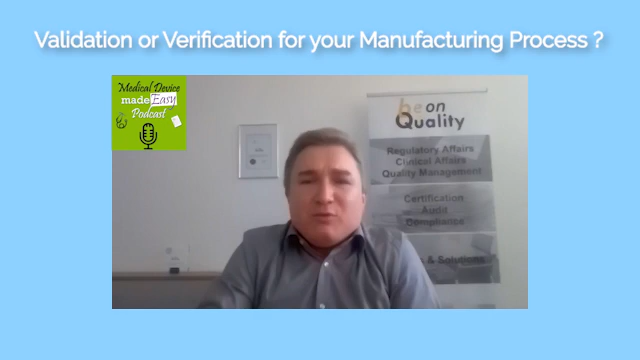 Validation or Verification for your Manufacturing Process ?
Medical Device
made Easy
Podcast
be on
Quality
Regulatory Affairs
Clinical Affairs
Quality Management
Certification
Audit
Compliance
& Solutions